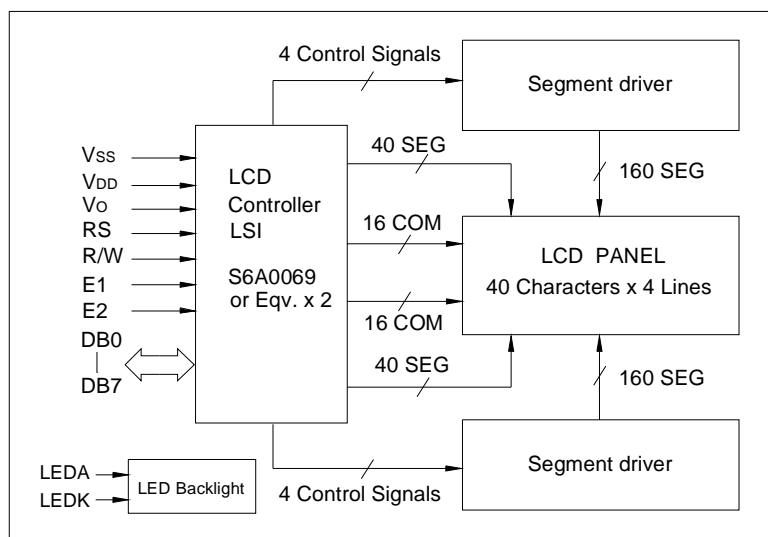 4 Control Signals
Segment driver
VSS
VDD
VO
RS
R/W
E1
E2
DB0
DB7
LCD
Controller
LSI
S6A0069
or Eqv. x 2
40 SEG
16 COM
16 COM
40 SEG
160 SEG
LCD PANEL
40 Characters x 4 Lines
160 SEG
Segment driver
4 Control Signals
LEDA
LEDK
LED Backlight